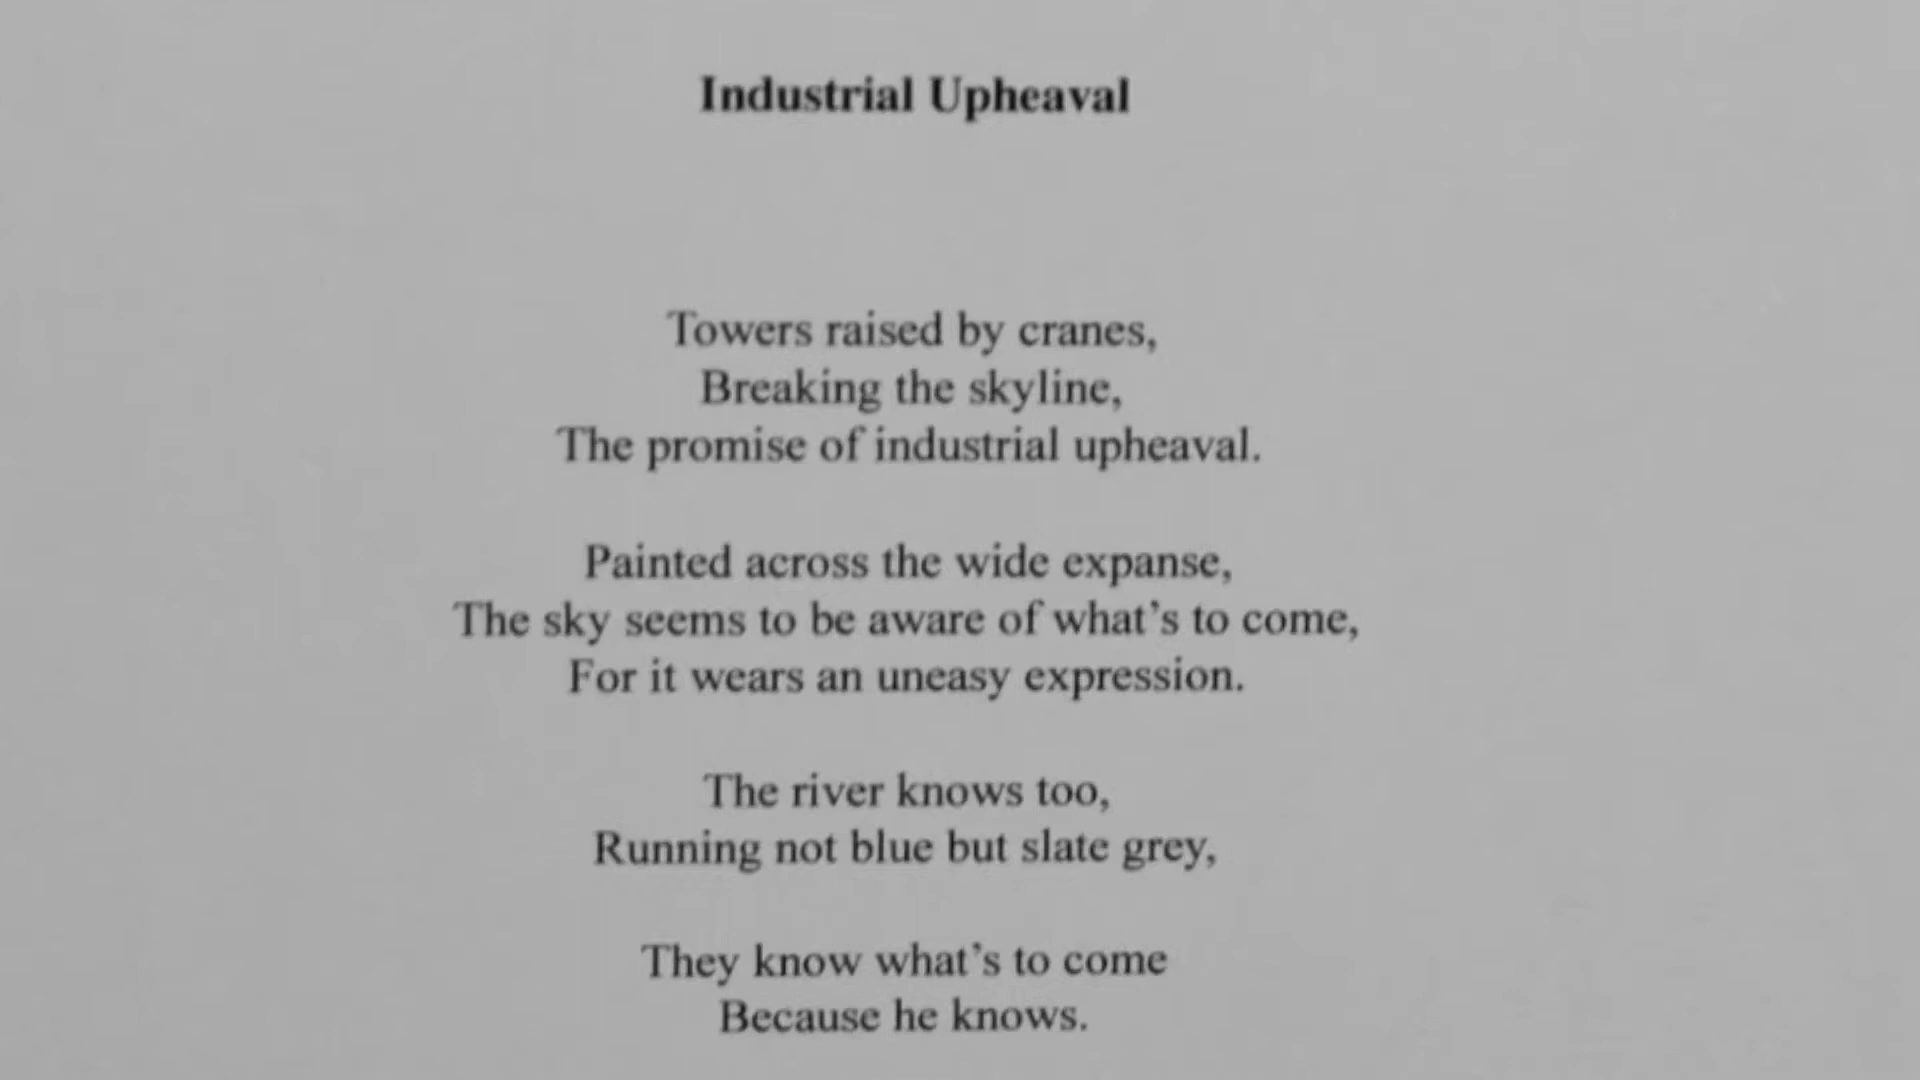 Industrial Upheaval
Towers raised by cranes,
Breaking the skyline,
The promise of industrial upheaval.
Painted across the wide expanse,
The sky seems to be aware of what's to come,
For it wears an uneasy expression.
The river knows too,
Running not blue but slate grey,
They know what's to come
Because he knows.